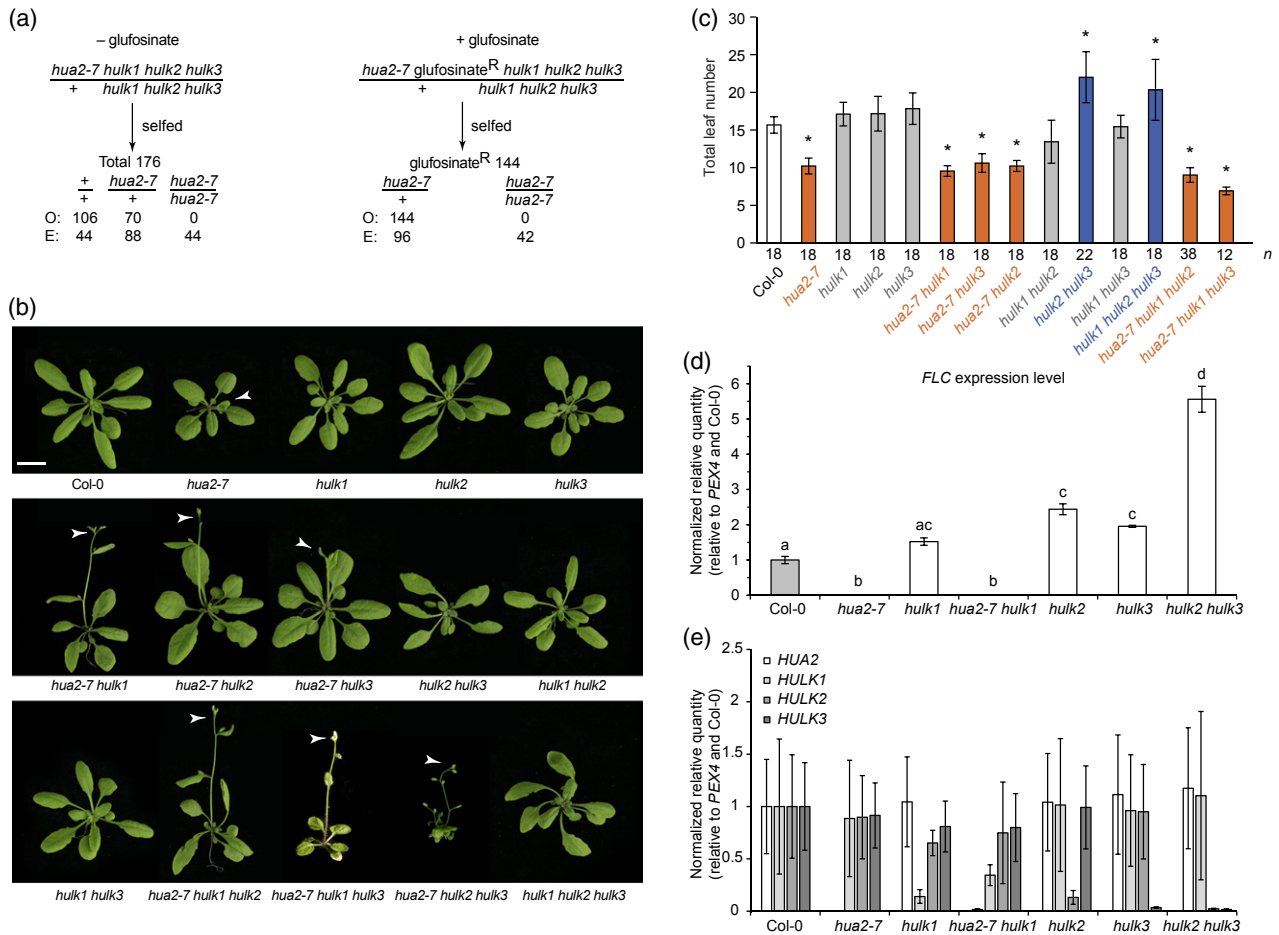 (a)
– glufosinate
hua2-7 hulk1 hulk2 hulk3
+ hulk1 hulk2 hulk3
selfed
Total 176
+ hua2-7 hua2-7
+ + hua2-7
O: 106 70 0
E: 44 88 44
+ glufosinate
hua2-7 glufosinateR hulk1 hulk2 hulk3
+ hulk1 hulk2 hulk3
selfed
glufosinateR 144
hua2-7 hua2-7
+ hua2-7
O: 144 0
E: 96 42
(b)
Col-0 hua2-7 hulk1 hulk2 hulk3
hua2-7 hulk1 hua2-7 hulk2 hua2-7 hulk3 hulk2 hulk3 hulk1 hulk2
hulk1 hulk3 hua2-7 hulk1 hulk2 hua2-7 hulk1 hulk3 hua2-7 hulk2 hulk3 hulk1 hulk2 hulk3
(c)
Total leaf number
30
25
20
15
10
5
0
* * * * * * * *
18 18 18 18 18 18 18 18 18 22 18 18 38 12 n
Col-0
hua2-7
hulk1
hulk2
hulk3
hua2-7 hulk1
hua2-7 hulk3
hua2-7 hulk2
hulk1 hulk2
hulk2 hulk3
hulk1 hulk3
hulk1 hulk2 hulk3
hua2-7 hulk1 hulk2
hua2-7 hulk1 hulk3
(d)
FLC expression level
Normalized relative quantity
(relative to PEX4 and Col-0)
6
5
4
3
2
1
0
a b ac b c c d
Col-0 hua2-7 hulk1 hua2-7 hulk1 hulk2 hulk3 hulk2 hulk3
(e)
Normalized relative quantity
(relative to PEX4 and Col-0)
2.5
2
1.5
1
0.5
0
HUA2
HULK1
HULK2
HULK3
Col-0 hua2-7 hulk1 hua2-7 hulk1 hulk2 hulk3 hulk2 hulk3